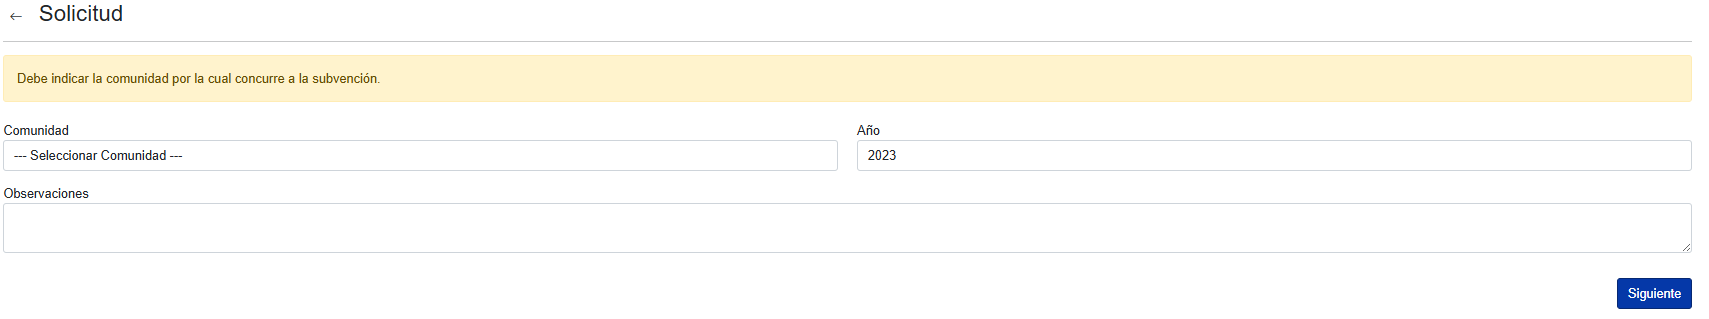 ← Solicitud
Debe indicar la comunidad por la cual concurre a la subvención.
Comunidad
Año
--- Seleccionar Comunidad ---
2023
Observaciones
Siguiente